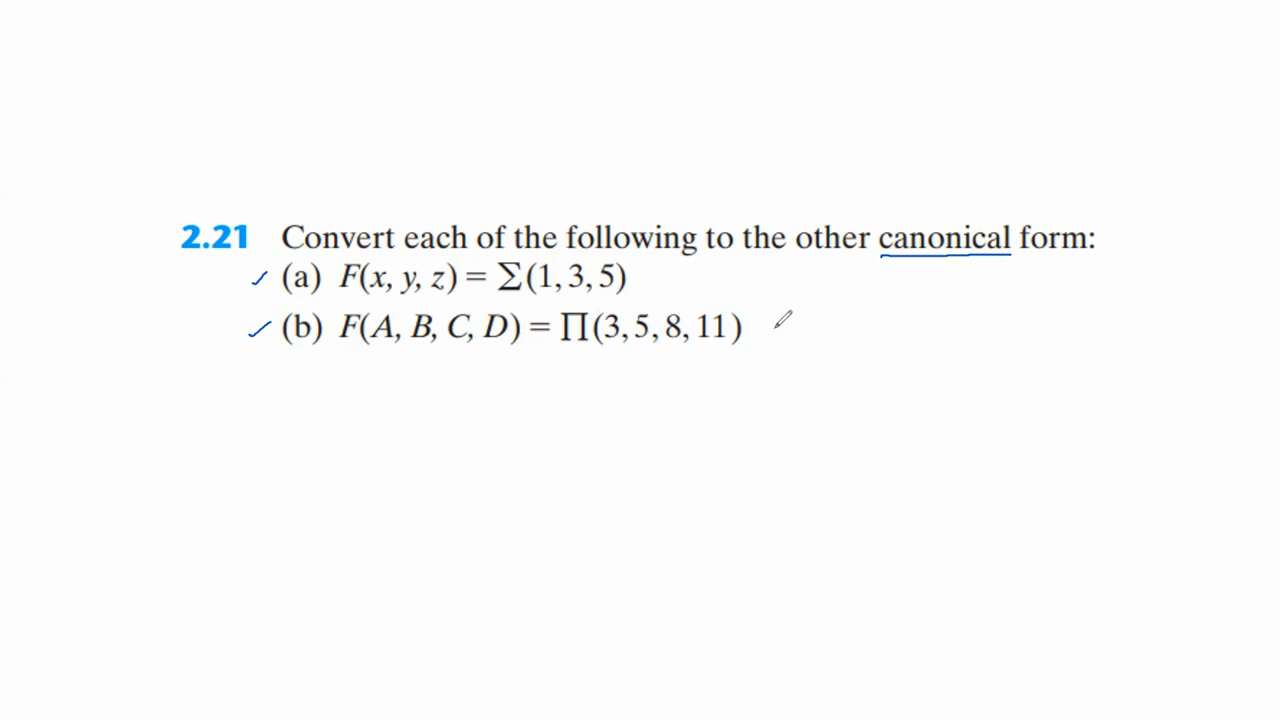 2.21 Convert each of the following to the other canonical form:
(a) F(x, y, z) = Σ(1, 3, 5)
(b) F(A, B, C, D) = Π(3, 5, 8, 11)